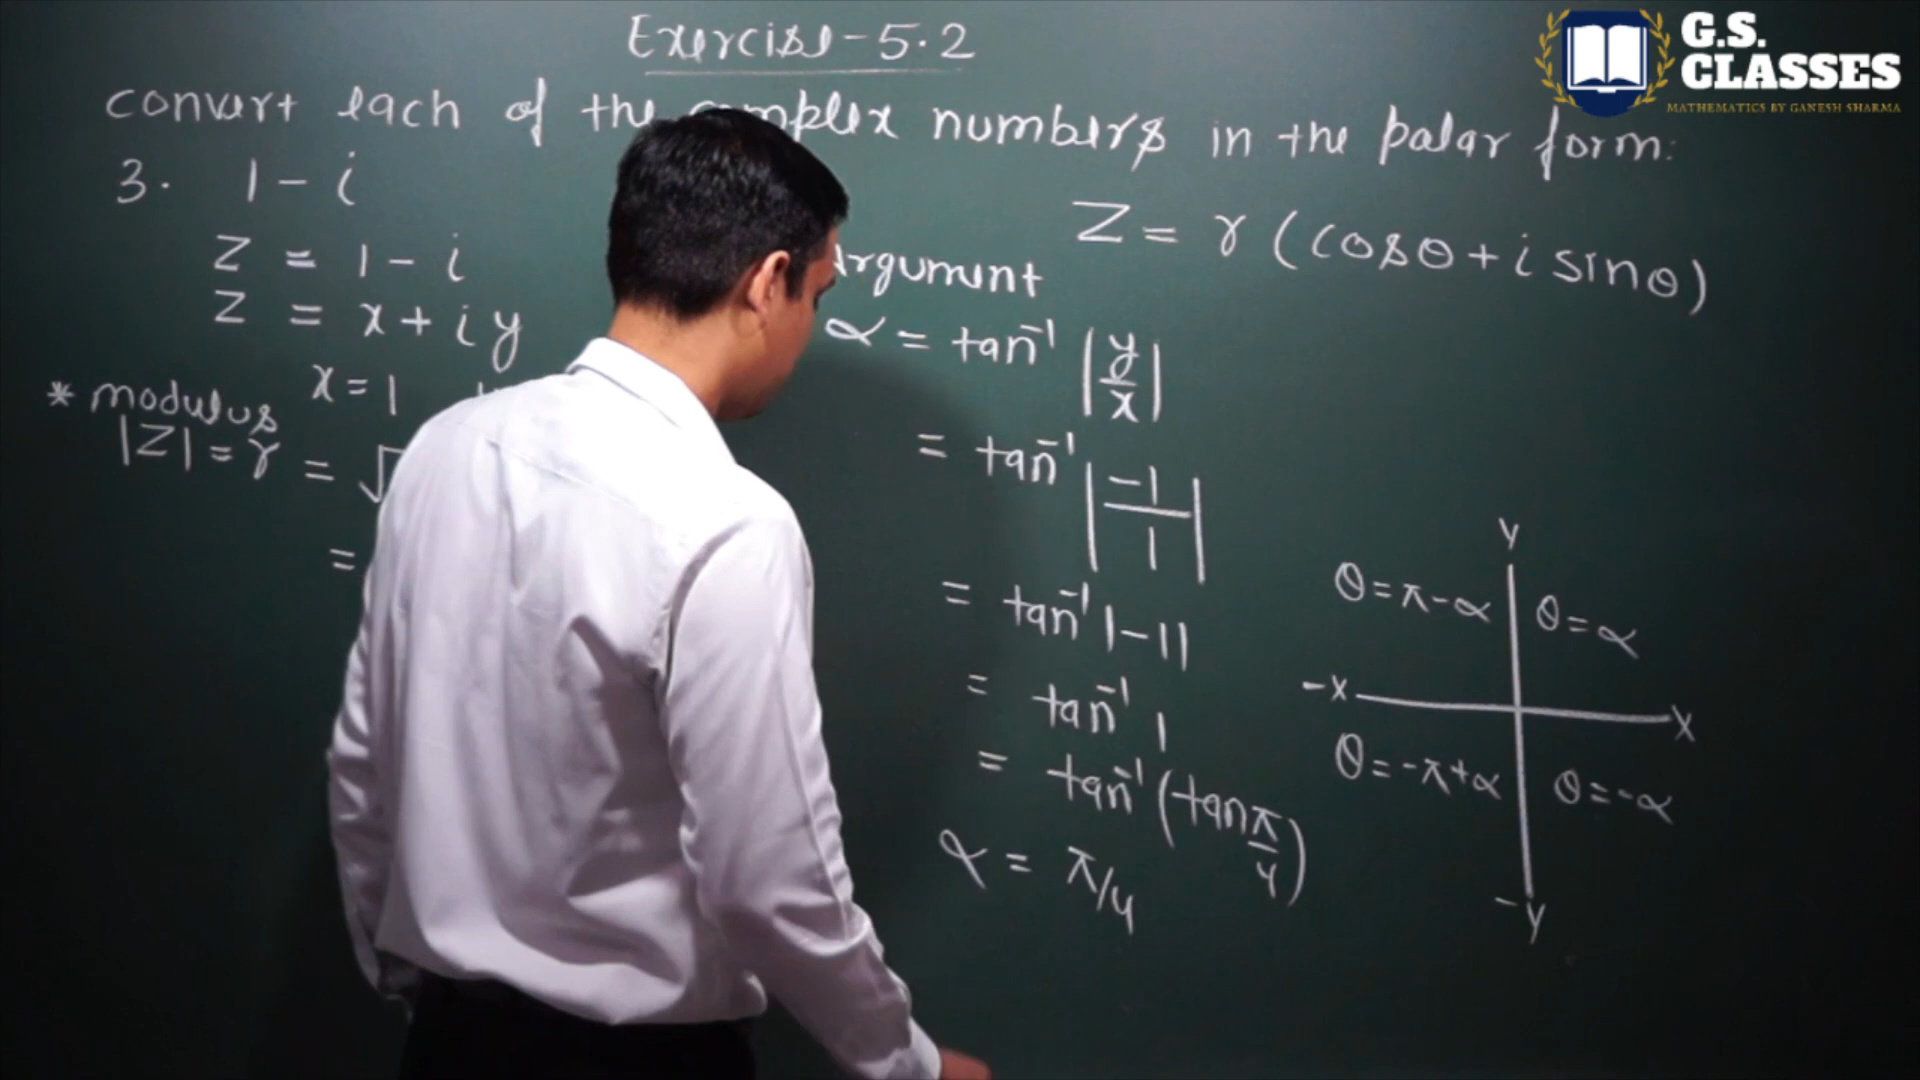 Exercise-5.2
convert each of the complex numbers in the polar form:
3. 1 - i
Z = 1 - i
Z = x + iy
x = 1
* modulus
|Z| = r = √
=
Argument
α = tan⁻¹ |y/x|
= tan⁻¹ |-1/1|
= tan⁻¹ |-1|
= tan⁻¹ 1
= tan⁻¹ (tan π/4)
α = π/4
Z = r (cosθ + i sinθ)
Y
θ = π - α θ = α
-X X
θ = -π + α θ = -α
-Y
G.S.
CLASSES
MATHEMATICS BY GANESH SHARMA